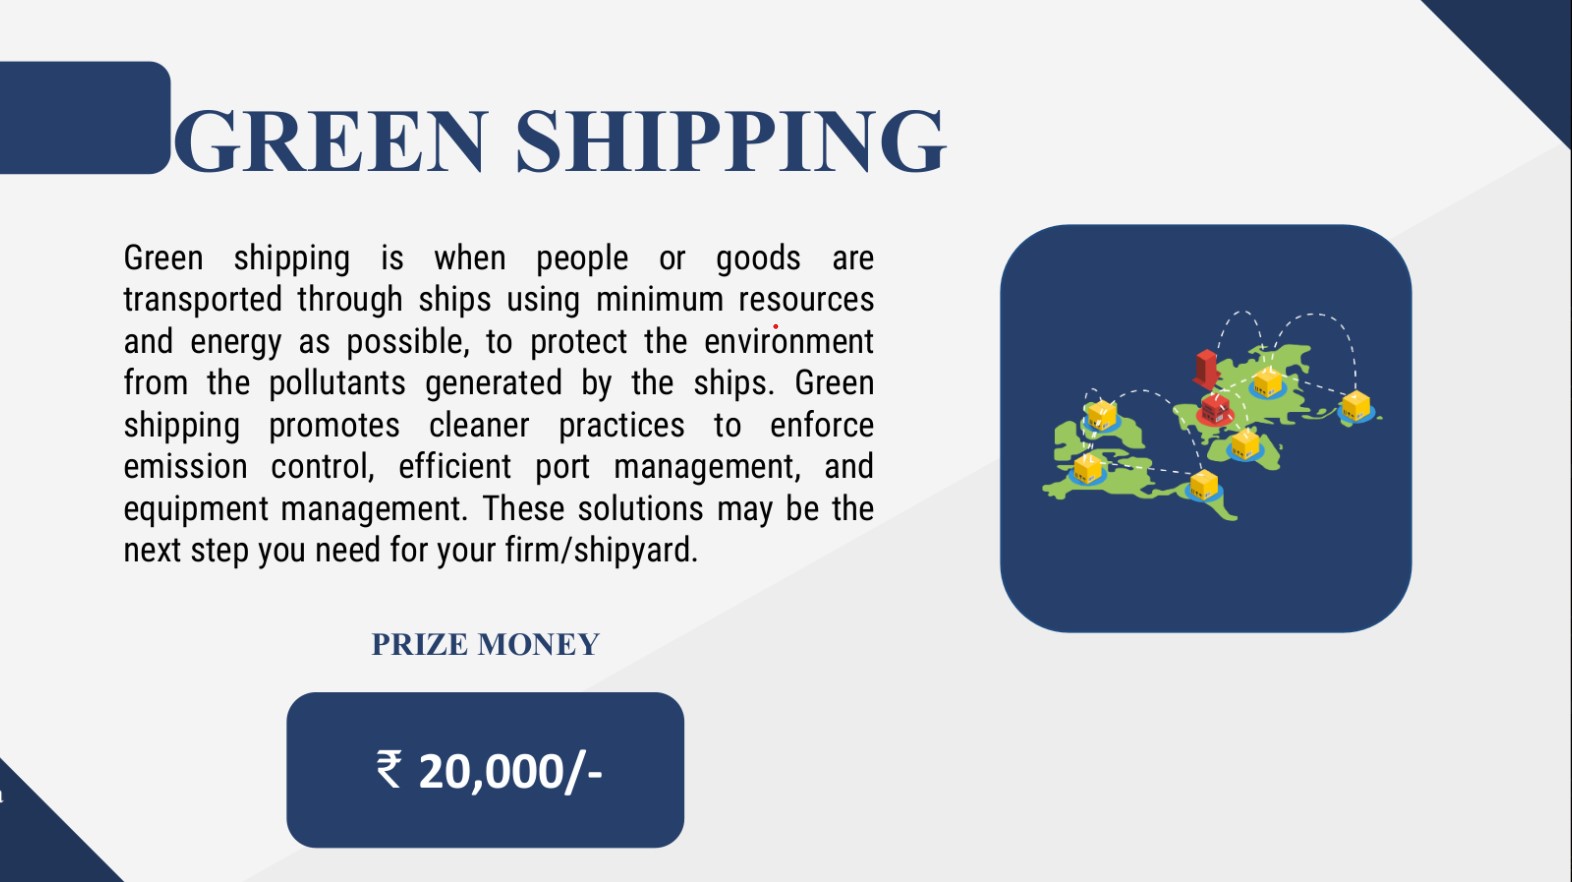 GREEN SHIPPING
Green shipping is when people or goods are
transported through ships using minimum resources
and energy as possible, to protect the environment
from the pollutants generated by the ships. Green
shipping promotes cleaner practices to enforce
emission control, efficient port management, and
equipment management. These solutions may be the
next step you need for your firm/shipyard.
PRIZE MONEY
₹ 20,000/-